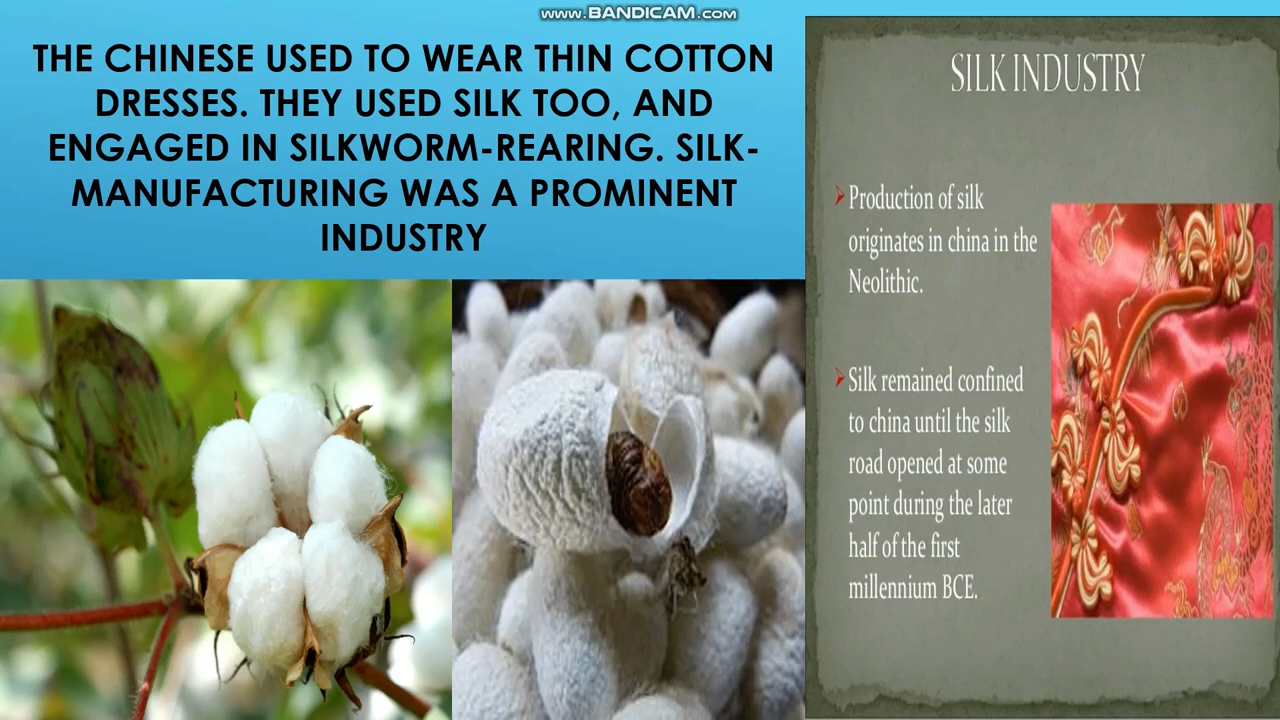 www.BANDICAM.com
THE CHINESE USED TO WEAR THIN COTTON
DRESSES. THEY USED SILK TOO, AND
ENGAGED IN SILKWORM-REARING. SILK-
MANUFACTURING WAS A PROMINENT
INDUSTRY
SILK INDUSTRY
Production of silk
originates in china in the
Neolithic.
Silk remained confined
to china until the silk
road opened at some
point during the later
half of the first
millennium BCE.